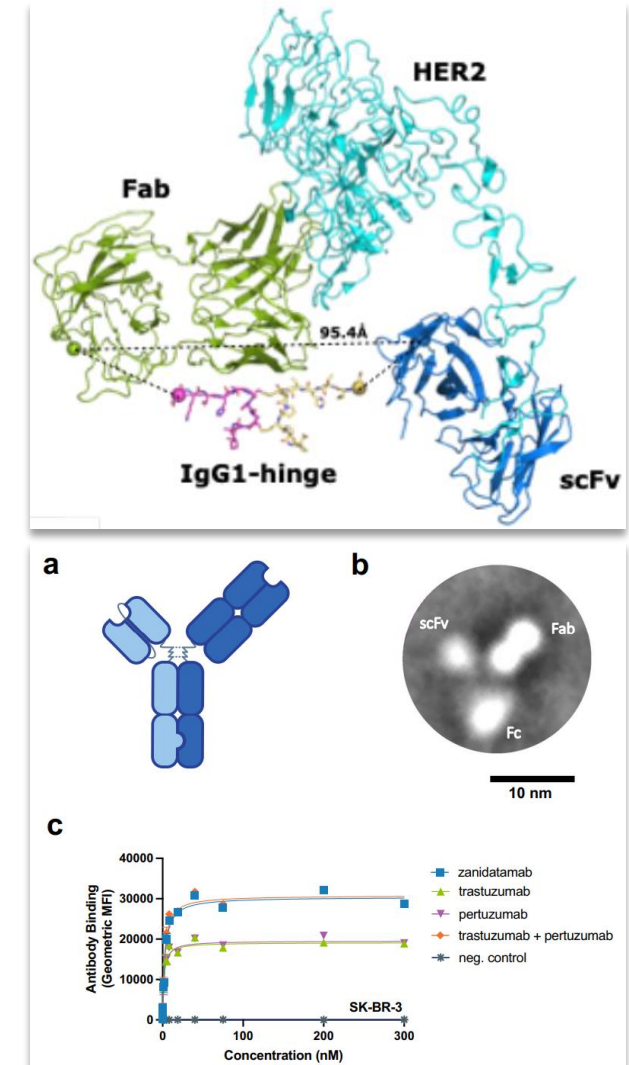 HER2
Fab
95.4Å
IgG1-hinge
scFv
a
b
scFv
Fab
Fc
10 nm
c
Antibody Binding
(Geometric MFI)
40000
30000
20000
10000
0
0
100
200
300
Concentration (nM)
SK-BR-3
zanidatamab
trastuzumab
pertuzumab
trastuzumab + pertuzumab
neg. control